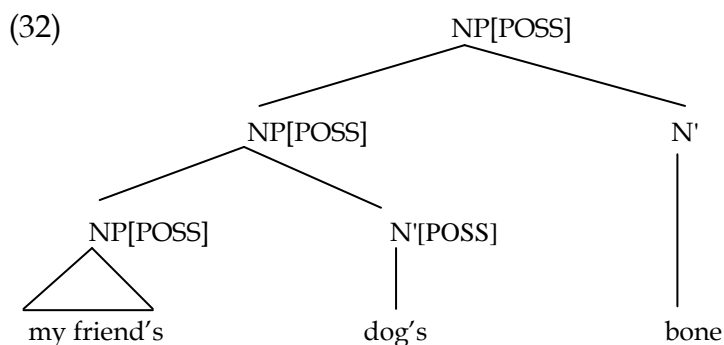 (32)
NP[POSS]
NP[POSS] N'
NP[POSS] N'[POSS]
my friend's dog's bone